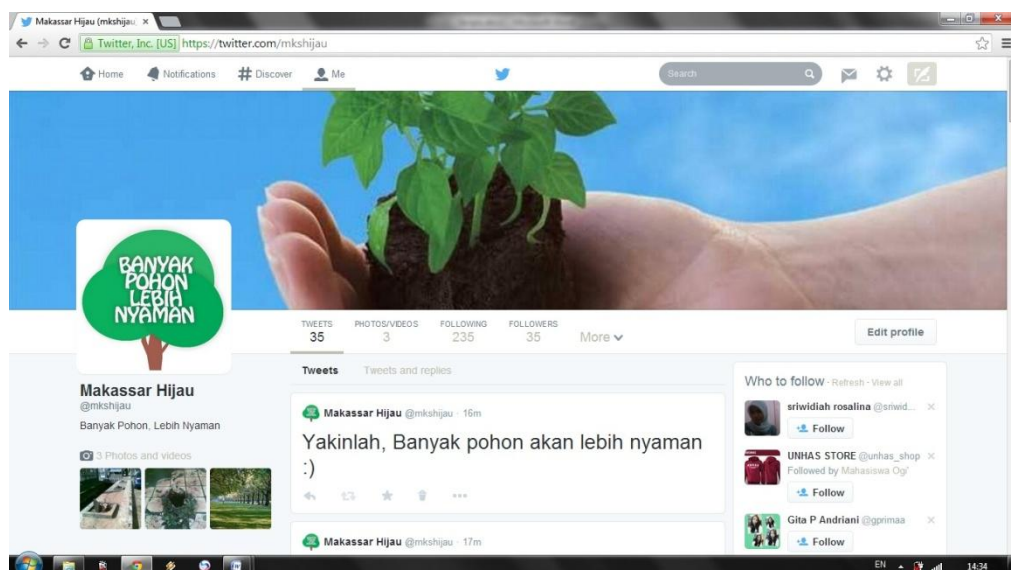 Makassar Hijau (mkshijau
Twitter, Inc. [US] https://twitter.com/mkshijau
Home Notifications # Discover Me Search
BANYAK
POHON
LEBIH
NYAMAN
TWEETS PHOTOS/VIDEOS FOLLOWING FOLLOWERS
35 3 235 35 More
Edit profile
Makassar Hijau
@mkshijau
Banyak Pohon, Lebih Nyaman
3 Photos and videos
Tweets Tweets and replies
Makassar Hijau @mkshijau · 16m
Yakinlah, Banyak pohon akan lebih nyaman
:)
Makassar Hijau @mkshijau · 17m
Who to follow · Refresh · View all
sriwidiah rosalina @sriwid...
Follow
UNHAS STORE @unhas_shop
Followed by Mahasiswa Ogi'
Follow
Gita P Andriani @gprimaa
Follow
EN 14:34